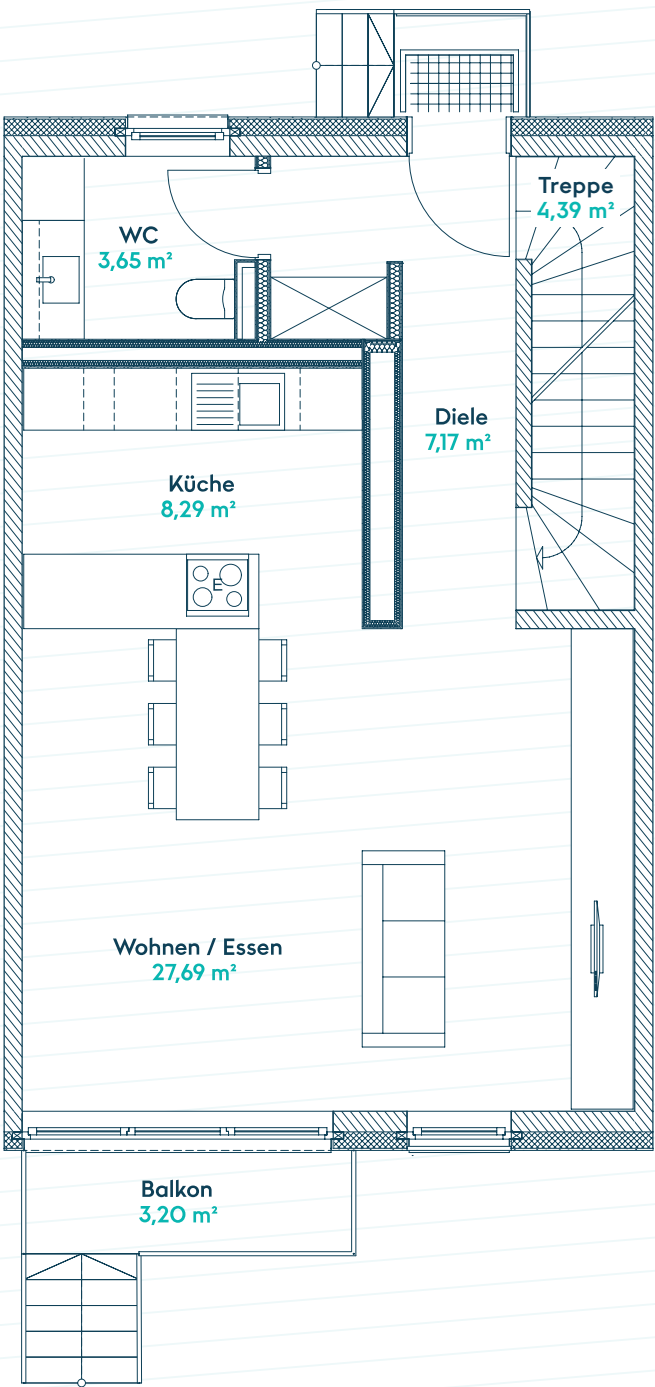 Treppe
4,39 m²
WC
3,65 m²
Diele
7,17 m²
Küche
8,29 m²
E
Wohnen / Essen
27,69 m²
Balkon
3,20 m²